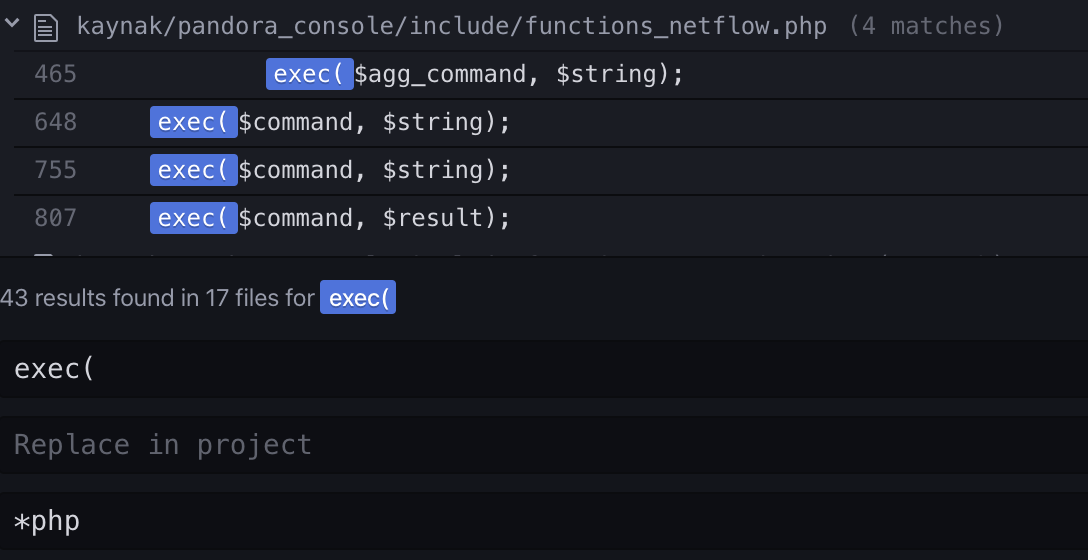 kaynak/pandora_console/include/functions_netflow.php (4 matches)
465 exec($agg_command, $string);
648 exec($command, $string);
755 exec($command, $string);
807 exec($command, $result);
43 results found in 17 files for exec(
exec(
Replace in project
*php